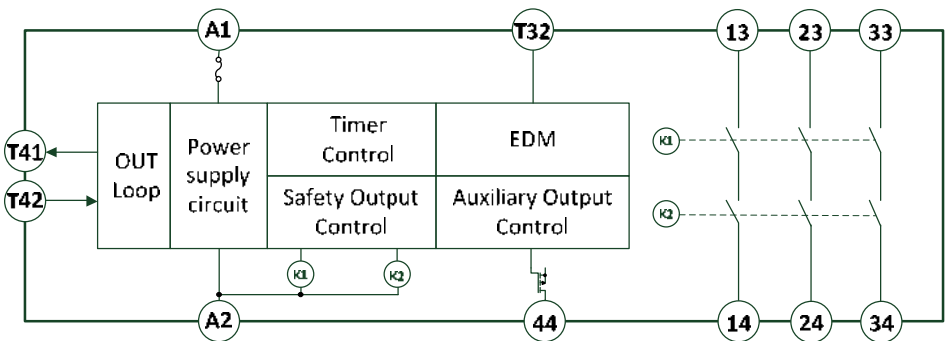 A1
T32
13
23
33
T41
T42
OUT
Loop
Power
supply
circuit
Timer
Control
EDM
Safety Output
Control
Auxiliary Output
Control
K1
K2
K1
K2
A2
44
14
24
34